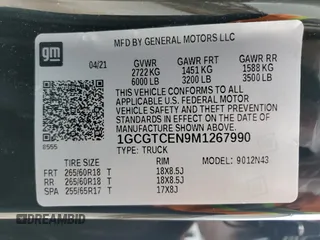 gm
MFD BY GENERAL MOTORS LLC
04/21 GVWR GAWR FRT GAWR RR
2722 KG 1451 KG 1588 KG
6000 LB 3200 LB 3500 LB
THIS VEHICLE CONFORMS TO ALL APPLICABLE
U.S. FEDERAL MOTOR VEHICLE SAFETY AND
THEFT PREVENTION STANDARDS IN EFFECT ON
THE DATE OF MANUFACTURE SHOWN ABOVE.
1GCGTCEN9M1267990
TYPE: TRUCK
MODEL: 9012N43
TIRE SIZE RIM
FRT 265/60R18 T 18X8.5J
RR 265/60R18 T 18X8.5J
SPA 255/65R17 T 17X8J
© DRIVEBID